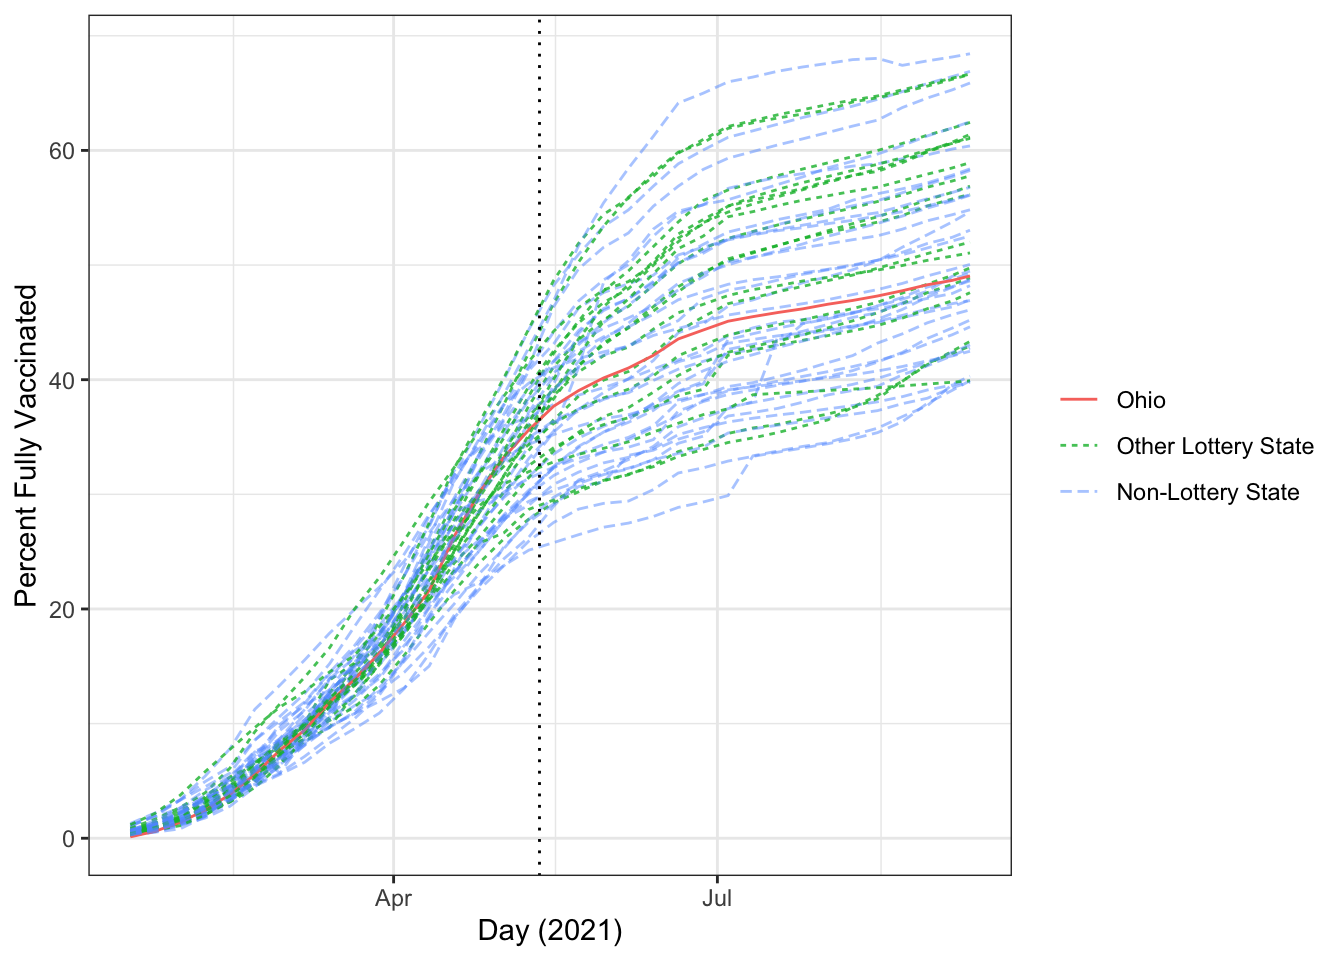 Percent Fully Vaccinated
60
40
20
0
Apr
Jul
Day (2021)
Ohio
Other Lottery State
Non-Lottery State